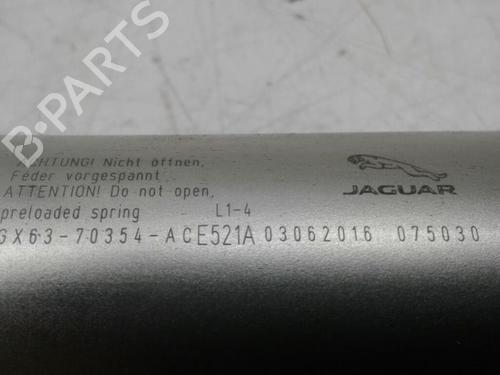 B-PARTS
ACHTUNG! Nicht öffnen,
Feder vorgespannt
ATTENTION! Do not open,
preloaded spring L1-4
GX63-70354-ACE521A 03062016 075030
JAGUAR